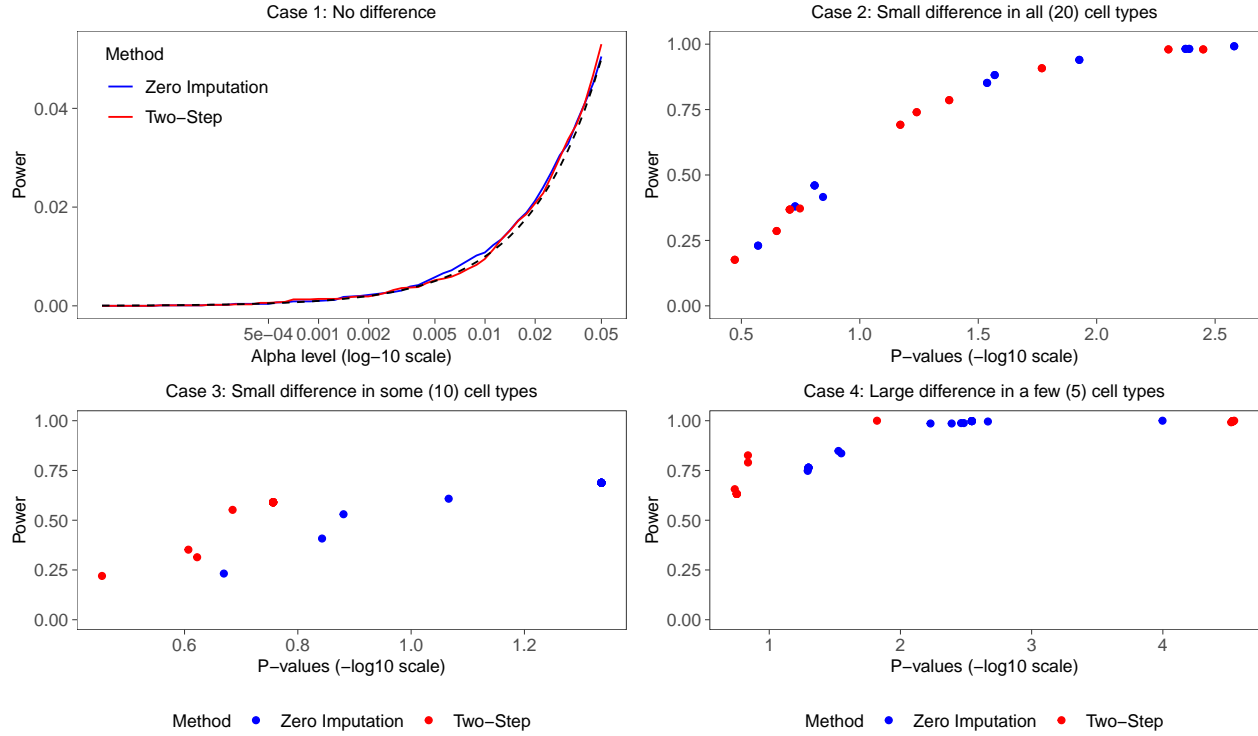 Case 1: No difference
Method
Zero Imputation
Two−Step
Power
0.04
0.02
0.00
5e−04 0.001 0.002 0.005 0.01 0.02 0.05
Alpha level (log−10 scale)
Case 2: Small difference in all (20) cell types
Power
1.00
0.75
0.50
0.25
0.00
0.5 1.0 1.5 2.0 2.5
P−values (−log10 scale)
Case 3: Small difference in some (10) cell types
Power
1.00
0.75
0.50
0.25
0.00
0.6 0.8 1.0 1.2
P−values (−log10 scale)
Method Zero Imputation Two−Step
Case 4: Large difference in a few (5) cell types
Power
1.00
0.75
0.50
0.25
0.00
1 2 3 4
P−values (−log10 scale)
Method Zero Imputation Two−Step